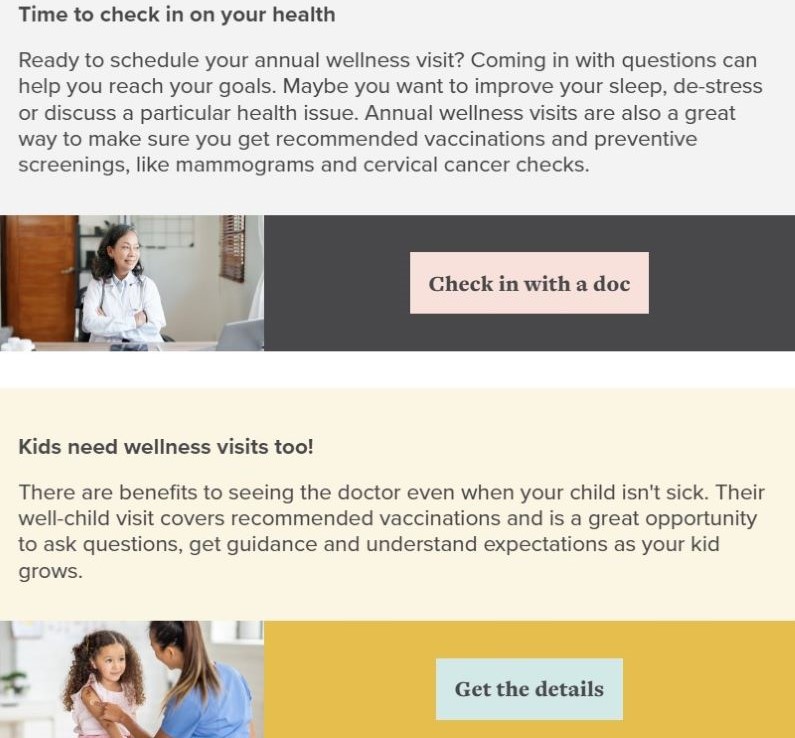 Time to check in on your health
Ready to schedule your annual wellness visit? Coming in with questions can
help you reach your goals. Maybe you want to improve your sleep, de-stress
or discuss a particular health issue. Annual wellness visits are also a great
way to make sure you get recommended vaccinations and preventive
screenings, like mammograms and cervical cancer checks.
Check in with a doc
Kids need wellness visits too!
There are benefits to seeing the doctor even when your child isn't sick. Their
well-child visit covers recommended vaccinations and is a great opportunity
to ask questions, get guidance and understand expectations as your kid
grows.
Get the details